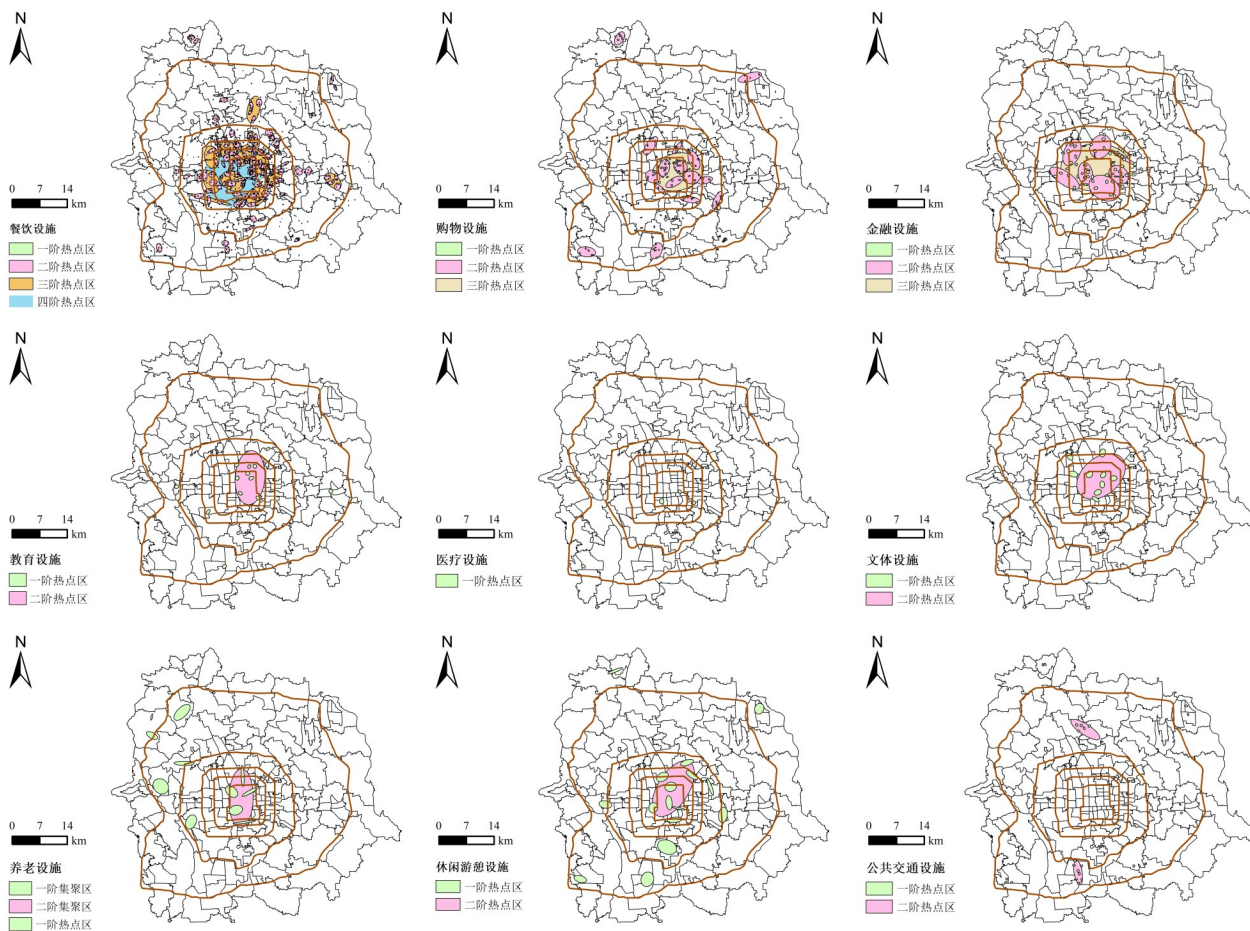 N
0 7 14
km
餐饮设施
一阶热点区
二阶热点区
三阶热点区
四阶热点区
N
0 7 14
km
购物设施
一阶热点区
二阶热点区
三阶热点区
N
0 7 14
km
金融设施
一阶热点区
二阶热点区
三阶热点区
N
0 7 14
km
教育设施
一阶热点区
二阶热点区
N
0 7 14
km
医疗设施
一阶热点区
N
0 7 14
km
文体设施
一阶热点区
二阶热点区
N
0 7 14
km
养老设施
一阶集聚区
二阶集聚区
一阶热点区
N
0 7 14
km
休闲游憩设施
一阶热点区
二阶热点区
N
0 7 14
km
公共交通设施
一阶热点区
二阶热点区